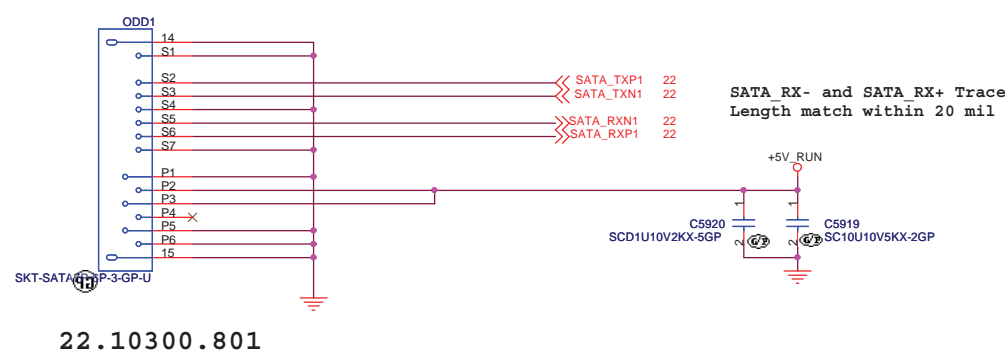 ODD1
14
S1
S2
SATA_TXP1 22
S3
SATA_TXN1 22
S4
S5
SATA_RXN1 22
S6
SATA_RXP1 22
S7
SATA_RX- and SATA_RX+ Trace
Length match within 20 mil
+5V_RUN
P1
P2
P3
P4
P5
P6
15
1
1
C5920
SCD1U10V2KX-5GP
2
G/P
C5919
SC10U10V5KX-2GP
2
G/P
22.10300.801